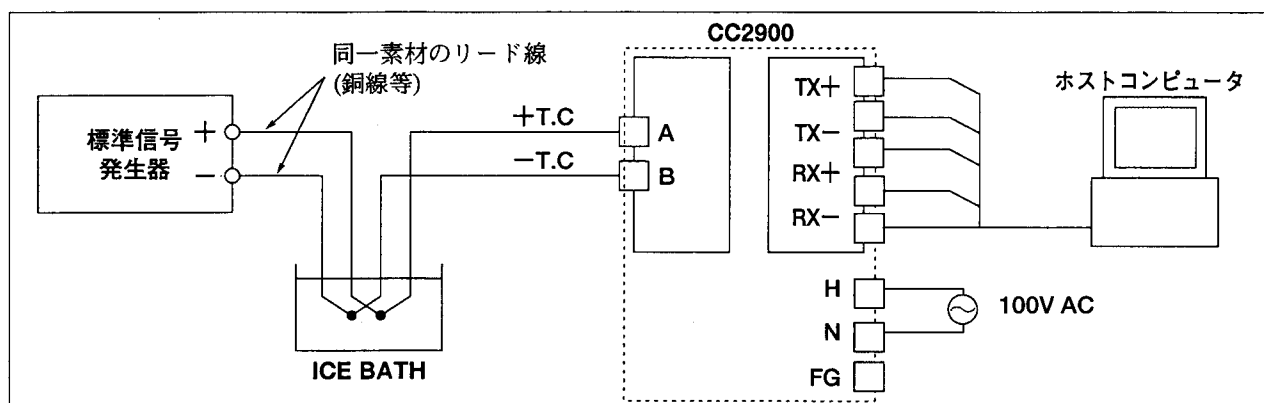 CC2900
同一素材のリード線
(銅線等)
標準信号
発生器
+
−
+T.C
−T.C
A
B
TX+
TX−
RX+
RX−
ホストコンピュータ
ICE BATH
H
N
FG
100V AC